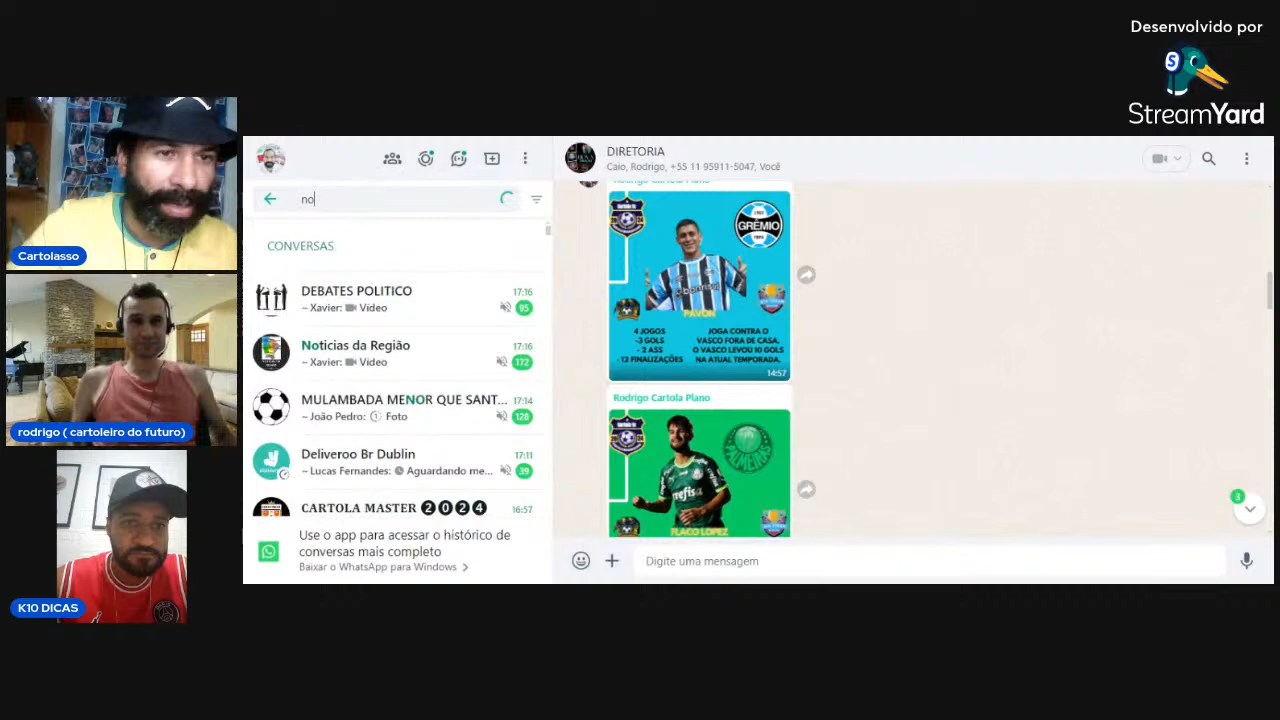 Desenvolvido por
StreamYard
Cartolasso
rodrigo ( cartoleiro do futuro)
K10 DICAS
no
CONVERSAS
DEBATES POLITICO
17:16
~ Xavier: Vídeo
95
Noticias da Região
17:16
~ Xavier: Vídeo
172
MULAMBADA MENOR QUE SANT...
17:14
~ João Pedro: Foto
128
Deliveroo Br Dublin
17:11
~ Lucas Fernandes: Aguardando me...
39
CARTOLA MASTER 2024
16:57
Use o app para acessar o histórico de
conversas mais completo
Baixar o WhatsApp para Windows
DIRETORIA
Caio, Rodrigo, +55 11 95911-5047, Você
Rodrigo Cartola Plano
GRÊMIO
PAVON
4 JOGOS
-3 GOLS
- 2 ASS
- 12 FINALIZAÇÕES
JOGA CONTRA O
VASCO FORA DE CASA.
O VASCO LEVOU 10 GOLS
NA ATUAL TEMPORADA.
14:57
Rodrigo Cartola Plano
PALMEIRAS
FLACO LOPEZ
3
Digite uma mensagem